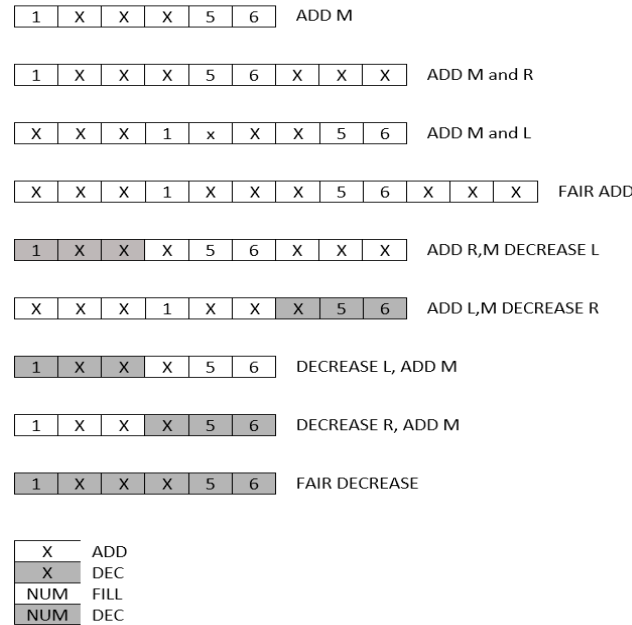 1 X X X 5 6 ADD M
1 X X X 5 6 X X X ADD M and R
X X X 1 x X X 5 6 ADD M and L
X X X 1 X X X 5 6 X X X FAIR ADD
1 X X X 5 6 X X X ADD R,M DECREASE L
X X X 1 X X X 5 6 ADD L,M DECREASE R
1 X X X 5 6 DECREASE L, ADD M
1 X X X 5 6 DECREASE R, ADD M
1 X X X 5 6 FAIR DECREASE
X ADD
X DEC
NUM FILL
NUM DEC